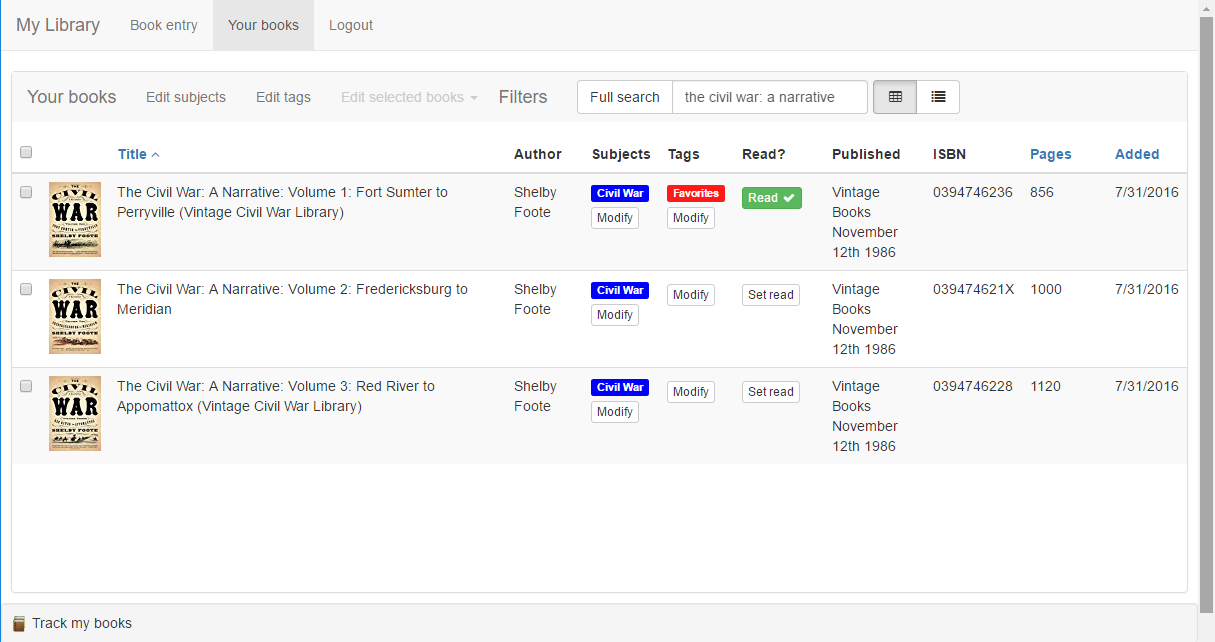 My Library Book entry Your books Logout
Your books Edit subjects Edit tags Edit selected books Filters Full search the civil war: a narrative
Title Author Subjects Tags Read? Published ISBN Pages Added
THE
CIVIL
WAR
SHELBY FOOTE
The Civil War: A Narrative: Volume 1: Fort Sumter to
Perryville (Vintage Civil War Library)
Shelby
Foote
Civil War
Modify
Favorites
Modify
Read
Vintage
Books
November
12th 1986
0394746236
856
7/31/2016
THE
CIVIL
WAR
SHELBY FOOTE
The Civil War: A Narrative: Volume 2: Fredericksburg to
Meridian
Shelby
Foote
Civil War
Modify
Modify
Set read
Vintage
Books
November
12th 1986
039474621X
1000
7/31/2016
THE
CIVIL
WAR
SHELBY FOOTE
The Civil War: A Narrative: Volume 3: Red River to
Appomattox (Vintage Civil War Library)
Shelby
Foote
Civil War
Modify
Modify
Set read
Vintage
Books
November
12th 1986
0394746228
1120
7/31/2016
Track my books